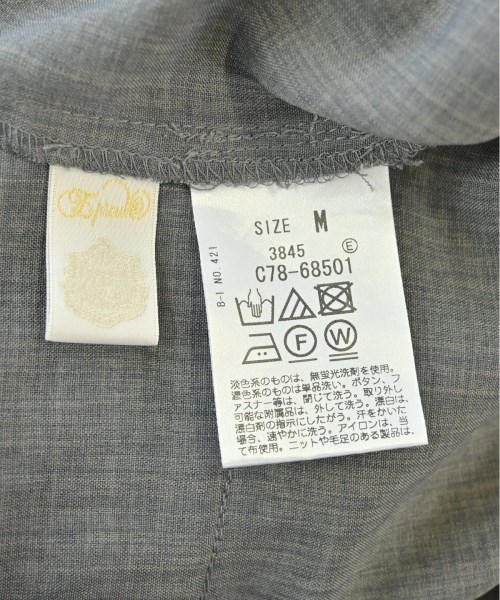 SIZE M
3845
Ⓔ
C78-68501
B-1 NO.421
F
W
淡色系のものは、無蛍光洗剤を使用。
濃色系のものは単品洗い。ボタン、フ
ァスナー等は、閉じて洗う。取り外し
可能な附属品は、外して洗う。漂白は、
漂白剤の指示にしたがう。汗をかいた
場合、速やかに洗う。アイロンは、当
て布使用。ニットや毛足のある製品は、